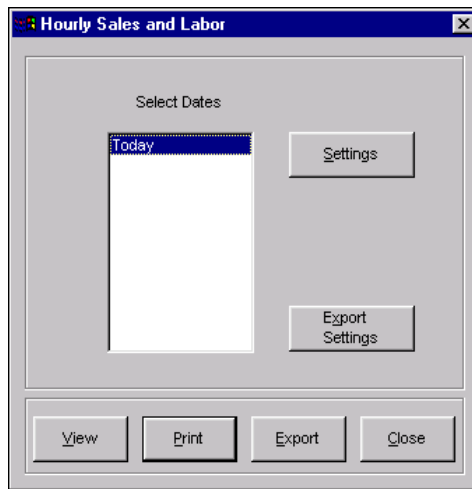 Hourly Sales and Labor
Select Dates
Today
Settings
Export
Settings
View
Print
Export
Close